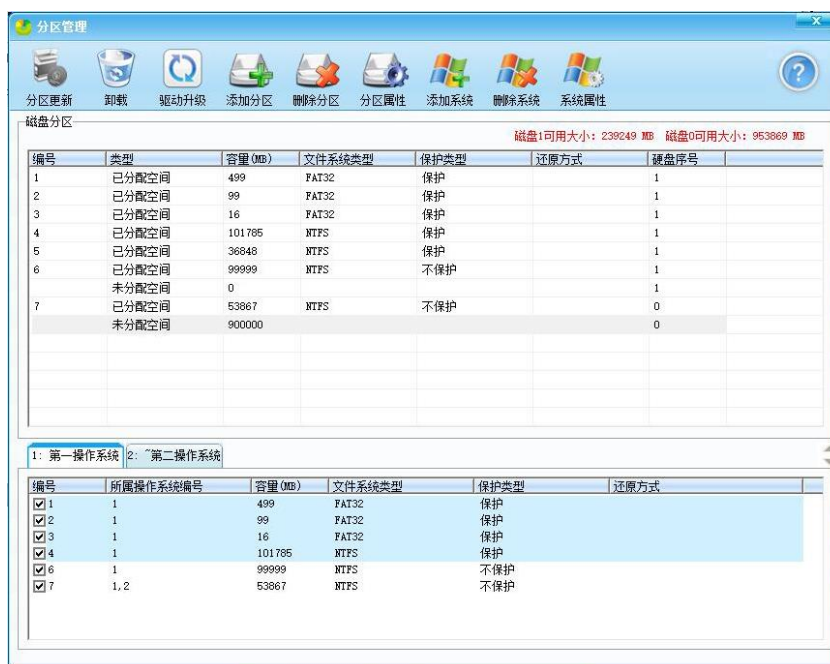 分区管理
分区更新 卸载 驱动升级 添加分区 删除分区 分区属性 添加系统 删除系统 系统属性
磁盘分区
磁盘1可用大小: 239249 MB 磁盘0可用大小: 953869 MB
编号 类型 容量(MB) 文件系统类型 保护类型 还原方式 硬盘序号
1 已分配空间 499 FAT32 保护 1
2 已分配空间 99 FAT32 保护 1
3 已分配空间 16 FAT32 保护 1
4 已分配空间 101785 NTFS 保护 1
5 已分配空间 36848 NTFS 保护 1
6 已分配空间 99999 NTFS 不保护 1
未分配空间 0 1
7 已分配空间 53867 NTFS 不保护 0
未分配空间 900000 0
1: 第一操作系统 2: ~第二操作系统
编号 所属操作系统编号 容量(MB) 文件系统类型 保护类型 还原方式
1 1 499 FAT32 保护
2 1 99 FAT32 保护
3 1 16 FAT32 保护
4 1 101785 NTFS 保护
6 1 99999 NTFS 不保护
7 1,2 53867 NTFS 不保护